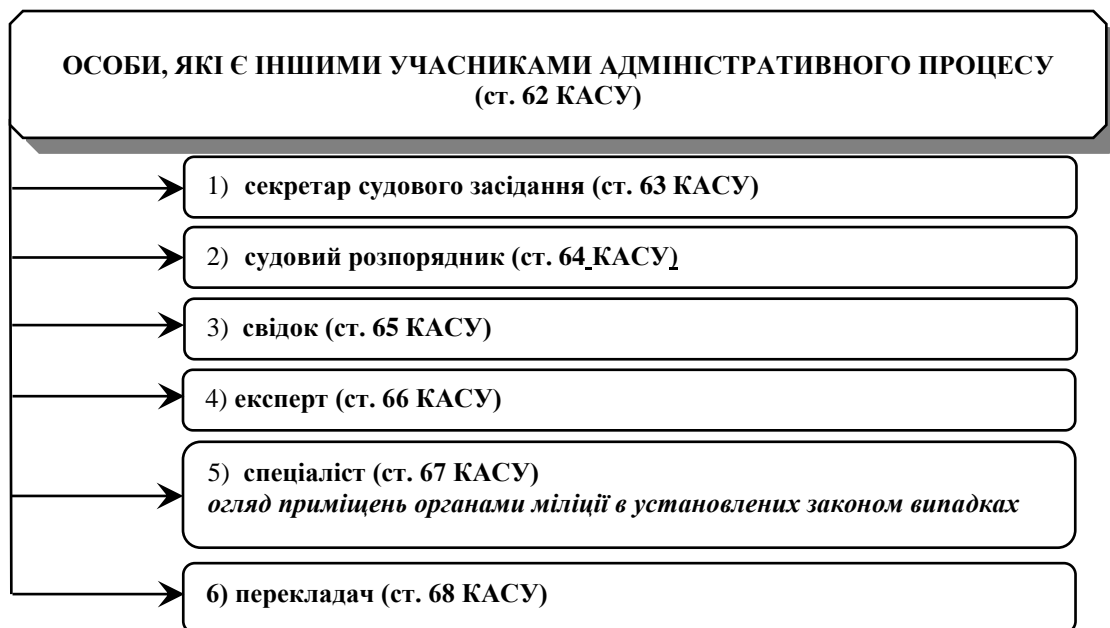 ОСОБИ, ЯКІ Є ІНШИМИ УЧАСНИКАМИ АДМІНІСТРАТИВНОГО ПРОЦЕСУ
(ст. 62 КАСУ)
1) секретар судового засідання (ст. 63 КАСУ)
2) судовий розпорядник (ст. 64 КАСУ)
3) свідок (ст. 65 КАСУ)
4) експерт (ст. 66 КАСУ)
5) спеціаліст (ст. 67 КАСУ)
огляд приміщень органами міліції в установлених законом випадках
6) перекладач (ст. 68 КАСУ)